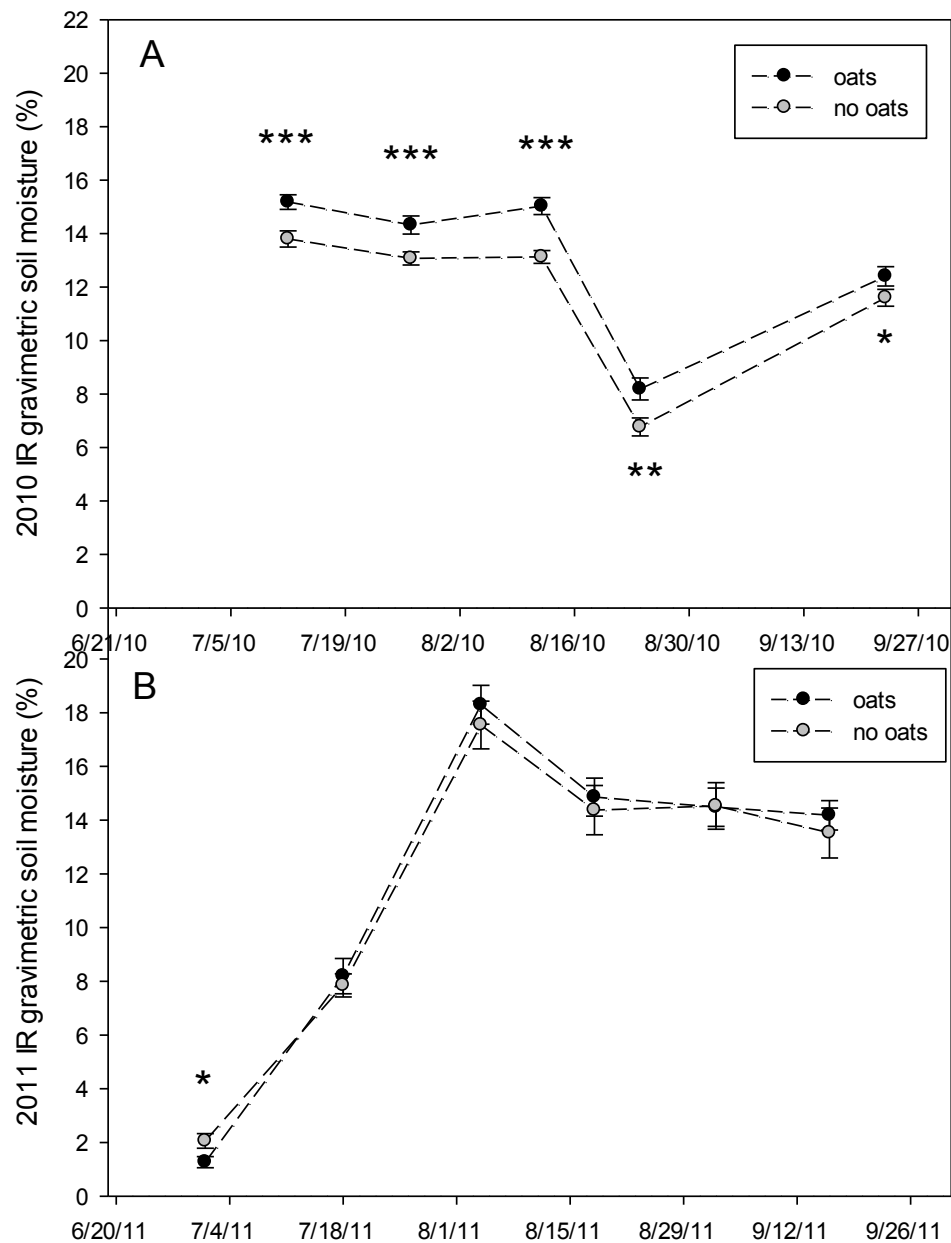 A
2010 IR gravimetric soil moisture (%)
22
20
18
16
14
12
10
8
6
4
2
0
oats
no oats
***
***
***
**
*
6/21/10 7/5/10 7/19/10 8/2/10 8/16/10 8/30/10 9/13/10 9/27/10
B
2011 IR gravimetric soil moisture (%)
20
18
16
14
12
10
8
6
4
2
0
oats
no oats
*
6/20/11 7/4/11 7/18/11 8/1/11 8/15/11 8/29/11 9/12/11 9/26/11